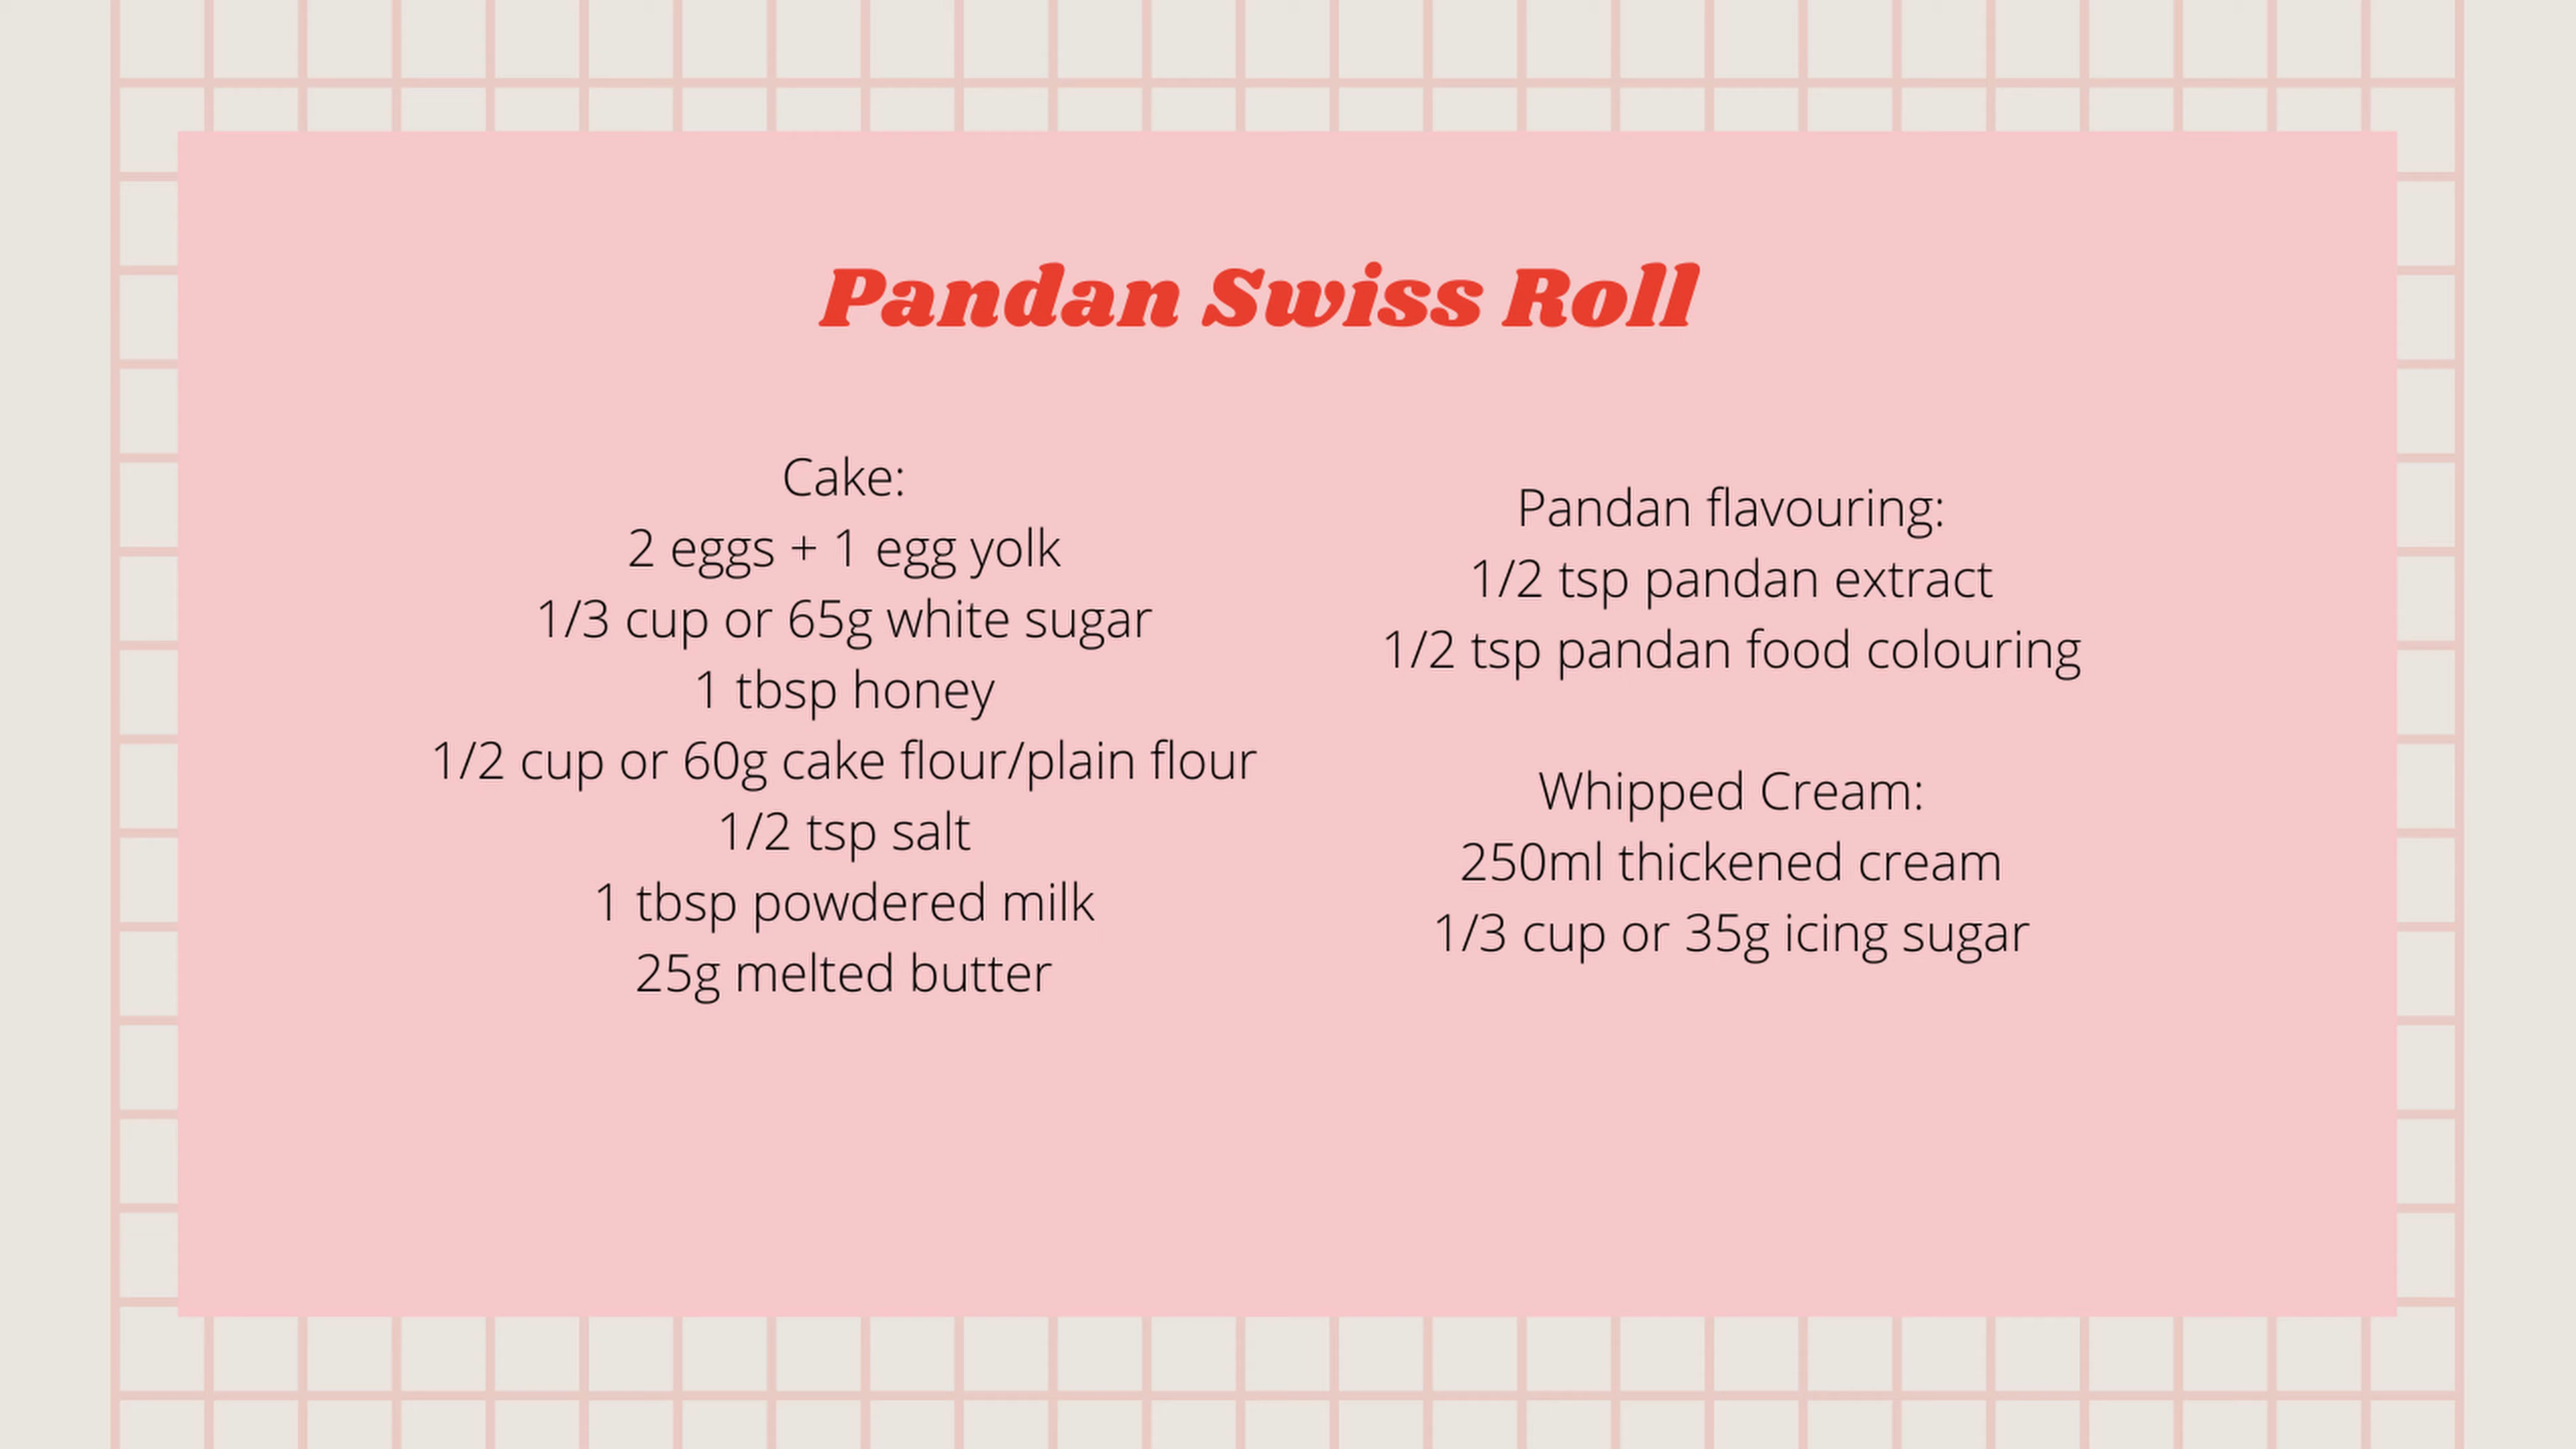 Pandan Swiss Roll
Cake:
2 eggs + 1 egg yolk
1/3 cup or 65g white sugar
1 tbsp honey
1/2 cup or 60g cake flour/plain flour
1/2 tsp salt
1 tbsp powdered milk
25g melted butter
Pandan flavouring:
1/2 tsp pandan extract
1/2 tsp pandan food colouring
Whipped Cream:
250ml thickened cream
1/3 cup or 35g icing sugar